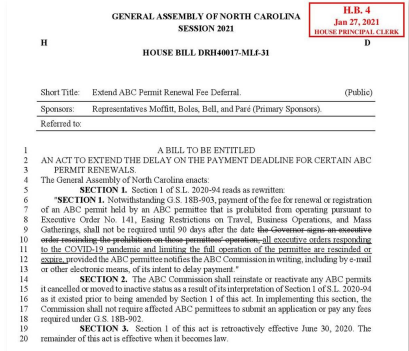 GENERAL ASSEMBLY OF NORTH CAROLINA
SESSION 2021
H.B. 4
Jan 27, 2021
HOUSE PRINCIPAL CLERK
H D
HOUSE BILL DRH40017-MLf-31
Short Title: Extend ABC Permit Renewal Fee Deferral. (Public)
Sponsors: Representatives Moffitt, Boles, Bell, and Paré (Primary Sponsors).
Referred to:
1 A BILL TO BE ENTITLED
2 AN ACT TO EXTEND THE DELAY ON THE PAYMENT DEADLINE FOR CERTAIN ABC
3 PERMIT RENEWALS.
4 The General Assembly of North Carolina enacts:
5 SECTION 1. Section 1 of S.L. 2020-94 reads as rewritten:
6 "SECTION 1. Notwithstanding G.S. 18B-903, payment of the fee for renewal or registration
7 of an ABC permit held by an ABC permittee that is prohibited from operating pursuant to
8 Executive Order No. 141, Easing Restrictions on Travel, Business Operations, and Mass
9 Gatherings, shall not be required until 90 days after the date the Governor signs an executive
10 order rescinding the prohibition on those permittees' operation, all executive orders responding
11 to the COVID-19 pandemic and limiting the full operation of the permittee are rescinded or
12 expire, provided the ABC permittee notifies the ABC Commission in writing, including by e-mail
13 or other electronic means, of its intent to delay payment."
14 SECTION 2. The ABC Commission shall reinstate or reactivate any ABC permits
15 it cancelled or moved to inactive status as a result of its interpretation of Section 1 of S.L. 2020-94
16 as it existed prior to being amended by Section 1 of this act. In implementing this section, the
17 Commission shall not require affected ABC permittees to submit an application or pay any fees
18 required under G.S. 18B-902.
19 SECTION 3. Section 1 of this act is retroactively effective June 30, 2020. The
20 remainder of this act is effective when it becomes law.